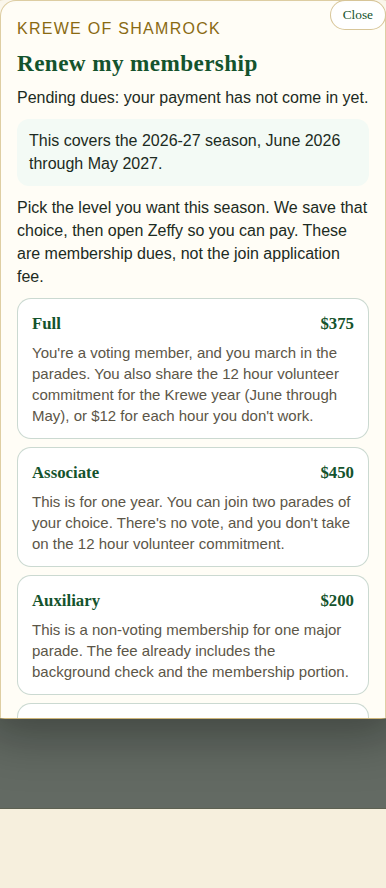 Close
KREWE OF SHAMROCK
Renew my membership
Pending dues: your payment has not come in yet.
This covers the 2026-27 season, June 2026
through May 2027.
Pick the level you want this season. We save that
choice, then open Zeffy so you can pay. These
are membership dues, not the join application
fee.
Full $375
You're a voting member, and you march in the
parades. You also share the 12 hour volunteer
commitment for the Krewe year (June through
May), or $12 for each hour you don't work.
Associate $450
This is for one year. You can join two parades of
your choice. There's no vote, and you don't take
on the 12 hour volunteer commitment.
Auxiliary $200
This is a non-voting membership for one major
parade. The fee already includes the
background check and the membership portion.